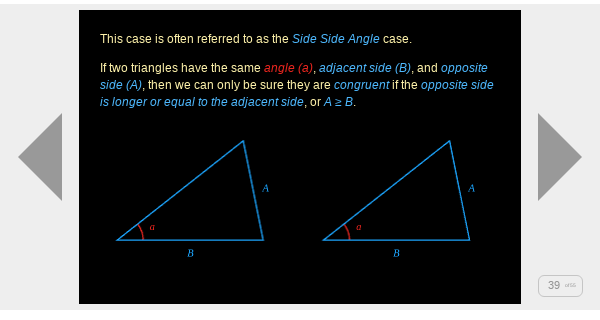 This case is often referred to as the Side Side Angle case.
If two triangles have the same angle (a), adjacent side (B), and opposite
side (A), then we can only be sure they are congruent if the opposite side
is longer or equal to the adjacent side, or A ≥ B.
A
A
a
a
B
B
39 of 55